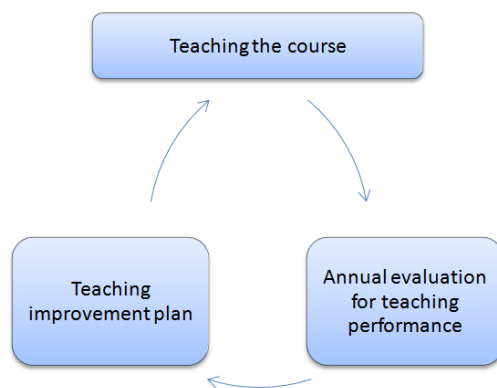 Teaching the course
Teaching
improvement plan
Annual evaluation
for teaching
performance